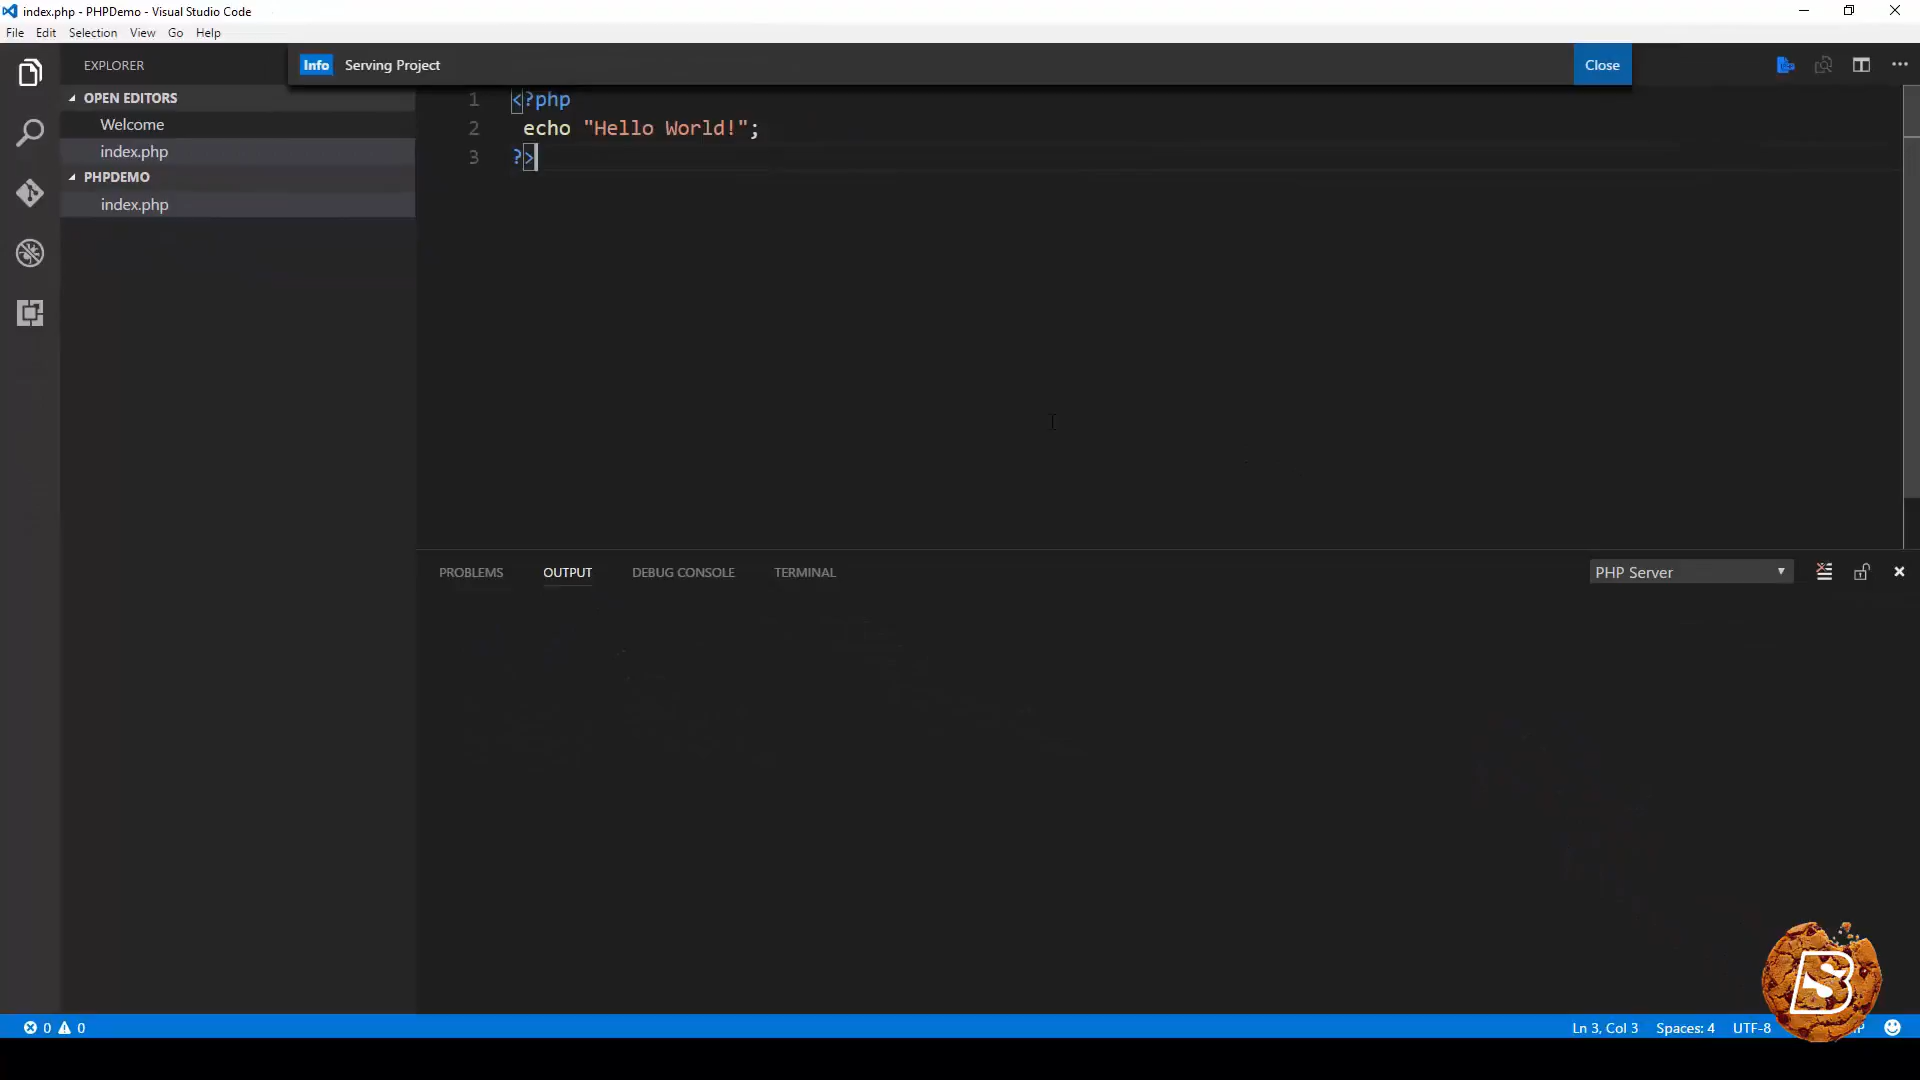 index.php - PHPDemo - Visual Studio Code
File Edit Selection View Go Help
EXPLORER
Info Serving Project Close
OPEN EDITORS
Welcome
index.php
PHPDEMO
index.php
1 <?php
2 echo "Hello World!";
3 ?>
PROBLEMS OUTPUT DEBUG CONSOLE TERMINAL PHP Server
0 0 Ln 3, Col 3 Spaces: 4 UTF-8